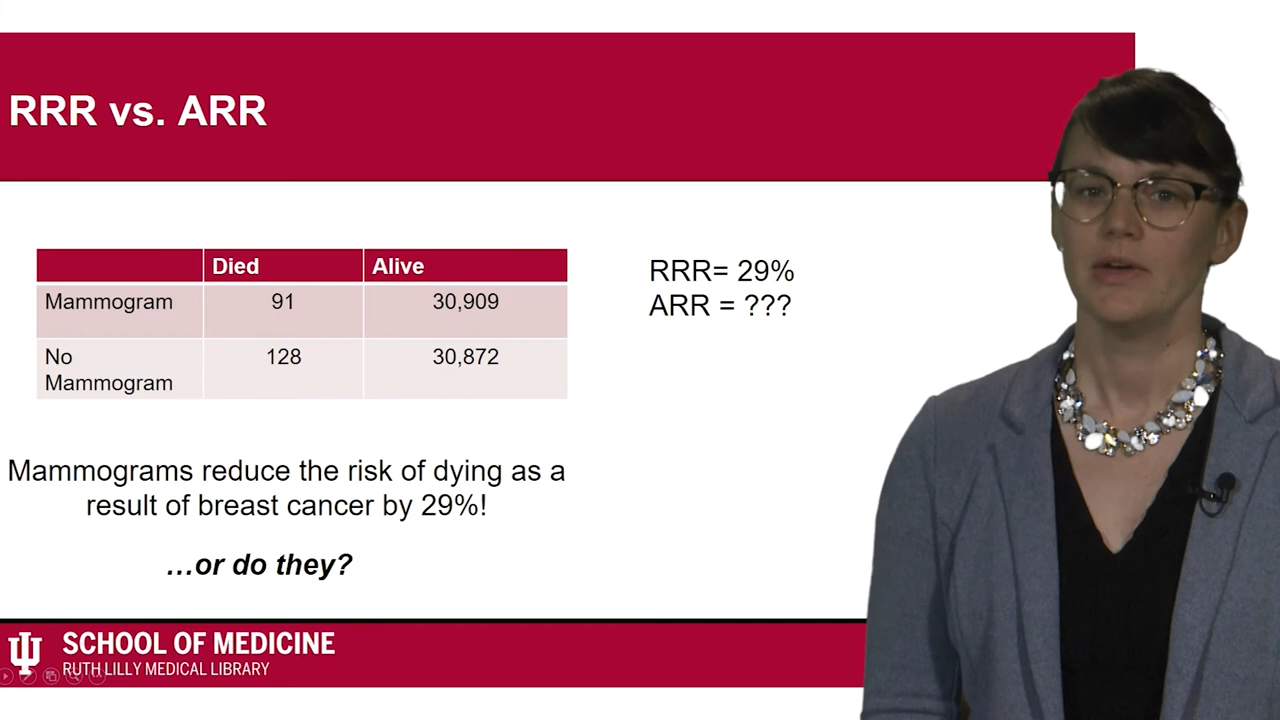 RRR vs. ARR
Died Alive
Mammogram 91 30,909
No 128 30,872
Mammogram
RRR= 29%
ARR = ???
Mammograms reduce the risk of dying as a
result of breast cancer by 29%!
…or do they?
SCHOOL OF MEDICINE
RUTH LILLY MEDICAL LIBRARY